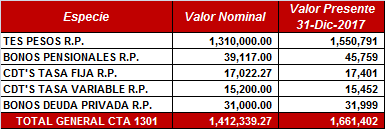 Especie Valor Nominal Valor Presente 31-Dic-2017
TES PESOS R.P. 1,310,000.00 1,550,791
BONOS PENSIONALES R.P. 39,117.00 45,759
CDT'S TASA FIJA R.P. 17,022.27 17,401
CDT'S TASA VARIABLE R.P. 15,200.00 15,452
BONOS DEUDA PRIVADA R.P. 31,000.00 31,999
TOTAL GENERAL CTA 1301 1,412,339.27 1,661,402